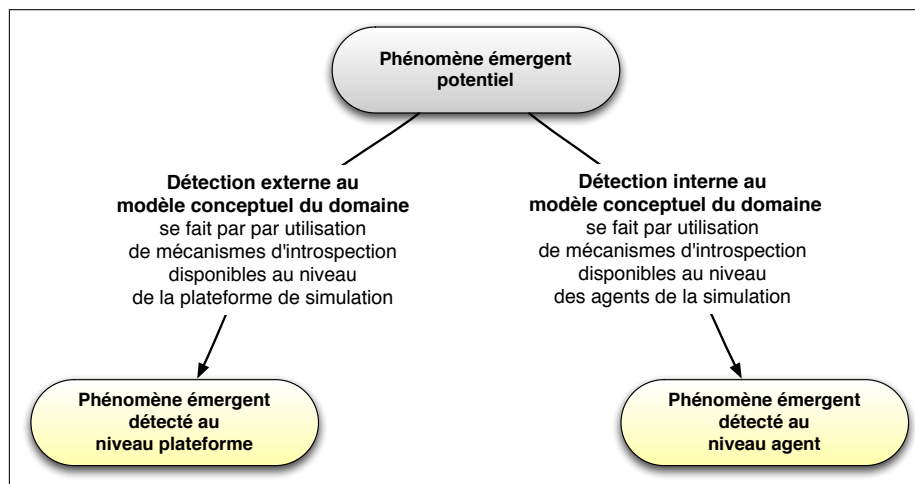 Phénomène émergent
potentiel
Détection externe au
modèle conceptuel du domaine
se fait par par utilisation
de mécanismes d'introspection
disponibles au niveau
de la plateforme de simulation
Détection interne au
modèle conceptuel du domaine
se fait par utilisation
de mécanismes d'introspection
disponibles au niveau
des agents de la simulation
Phénomène émergent
détecté au
niveau plateforme
Phénomène émergent
détecté au
niveau agent